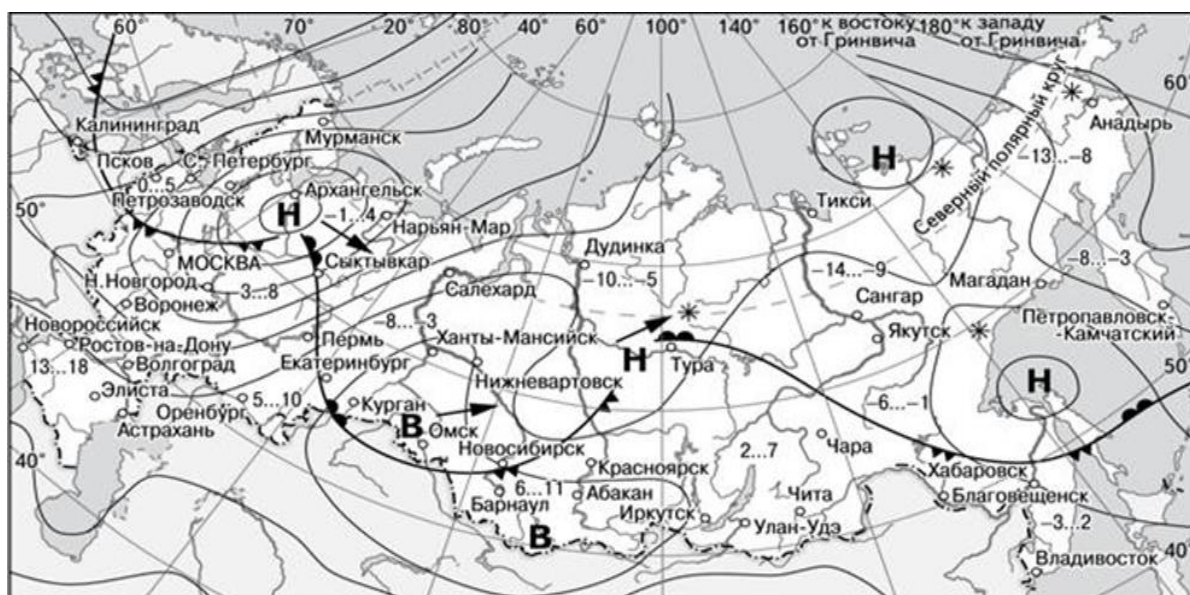 60° 70° 80° 60° 80° 100° 120° 140° 160° к востоку от Гринвича 180° к западу от Гринвича
60°
Калининград
Мурманск
Анадырь
Псков
С.-Петербург
Северный полярный круг
Н
–13...–8
0...5
Архангельск
Петрозаводск
Н
–1...4
Тикси
50°
Нарьян-Мар
Дудинка
МОСКВА
Сыктывкар
–10...–5
–14...–9
–8...–3
Н.Новгород
–3...8
Салехард
Магадан
Воронеж
Сангар
Новороссийск
–8...–3
Ханты-Мансийск
Якутск
Петропавловск-
Камчатский
Ростов-на-Дону
Пермь
Н
Тура
Волгоград
Екатеринбург
50°
13...18
Нижневартовск
Н
Элиста
5...10
Курган
–6...–1
Оренбург
Астрахань
В
Омск
Чара
40°
Новосибирск
2...7
Хабаровск
Красноярск
6...11
Барнаул
Абакан
Чита
Благовещенск
Иркутск
Улан-Удэ
–3...2
В
40°
Владивосток